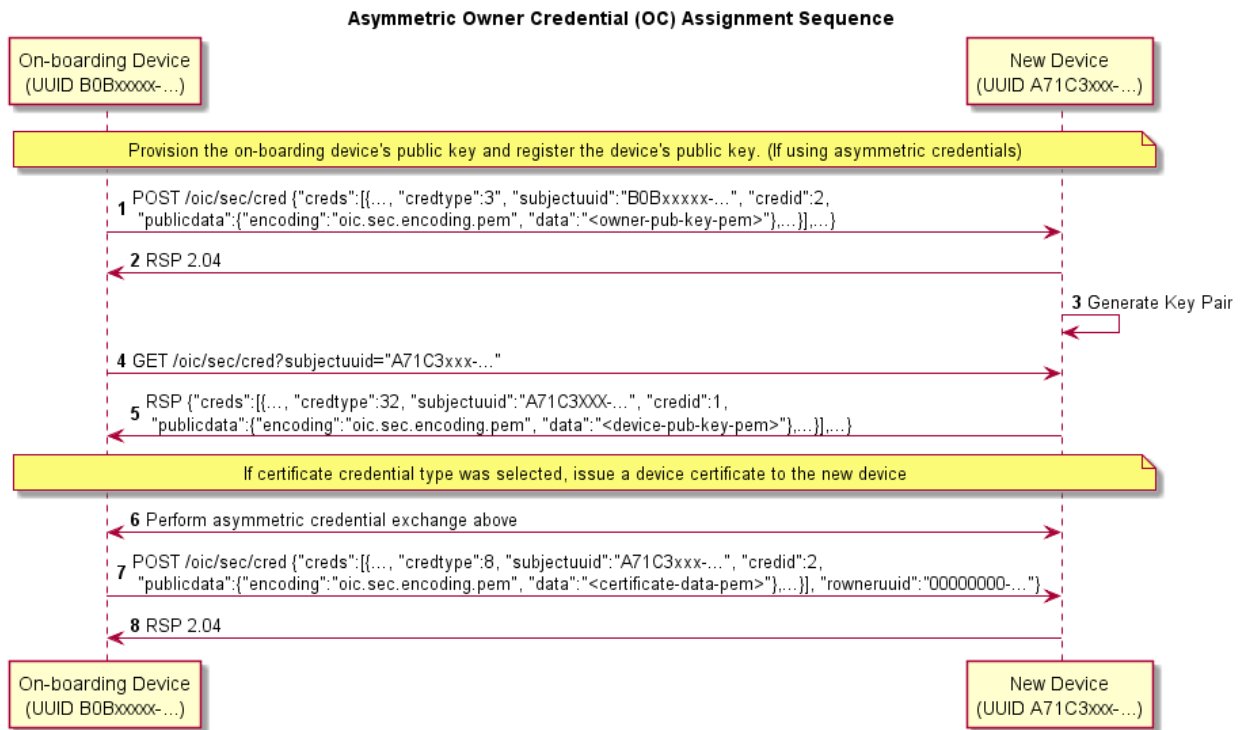 Asymmetric Owner Credential (OC) Assignment Sequence
On-boarding Device
(UUID B0Bxxxxx-...)
New Device
(UUID A71C3xxx-...)
Provision the on-boarding device's public key and register the device's public key. (If using asymmetric credentials)
1 POST /oic/sec/cred {"creds":[{..., "credtype":3", "subjectuuid":"B0Bxxxxx-...", "credid":2,
"publicdata":{"encoding":"oic.sec.encoding.pem", "data":"<owner-pub-key-pem>"},...}],...}
2 RSP 2.04
3 Generate Key Pair
4 GET /oic/sec/cred?subjectuuid="A71C3xxx-..."
5 RSP {"creds":[{..., "credtype":32, "subjectuuid":"A71C3XXX-...", "credid":1,
"publicdata":{"encoding":"oic.sec.encoding.pem", "data":"<device-pub-key-pem>"},...}],...}
If certificate credential type was selected, issue a device certificate to the new device
6 Perform asymmetric credential exchange above
7 POST /oic/sec/cred {"creds":[{..., "credtype":8, "subjectuuid":"A71C3xxx-...", "credid":2,
"publicdata":{"encoding":"oic.sec.encoding.pem", "data":"<certificate-data-pem>"},...}], "rowneruuid":"00000000-..."}
8 RSP 2.04
On-boarding Device
(UUID B0Bxxxxx-...)
New Device
(UUID A71C3xxx-...)